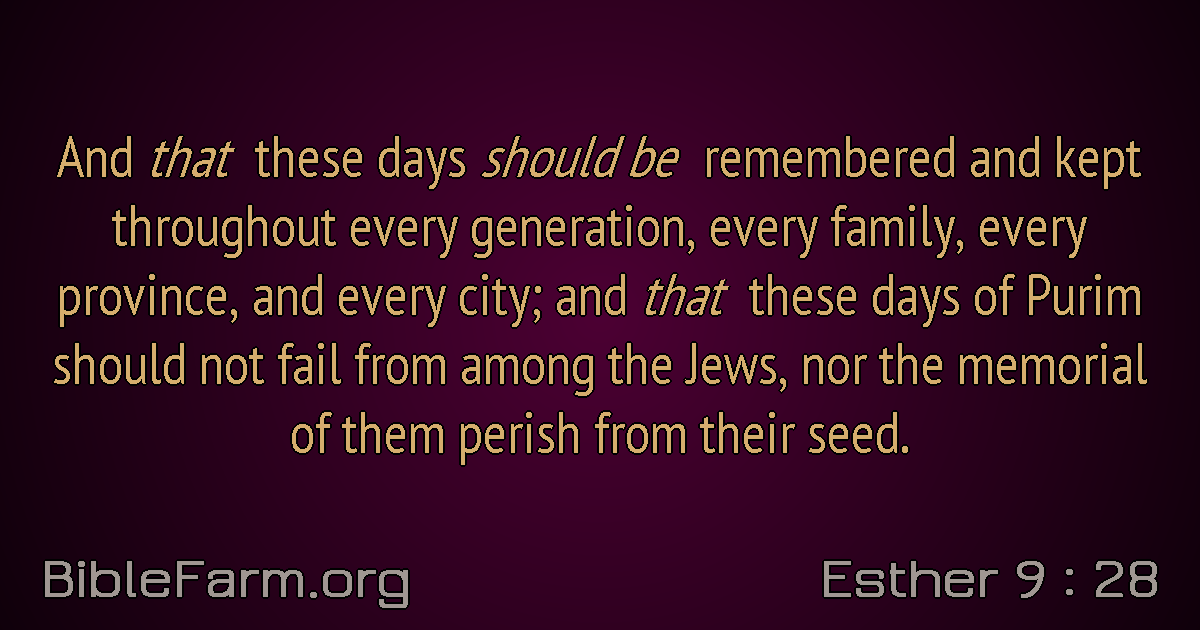 And that these days should be remembered and kept
throughout every generation, every family, every
province, and every city; and that these days of Purim
should not fail from among the Jews, nor the memorial
of them perish from their seed.
BibleFarm.org
Esther 9 : 28